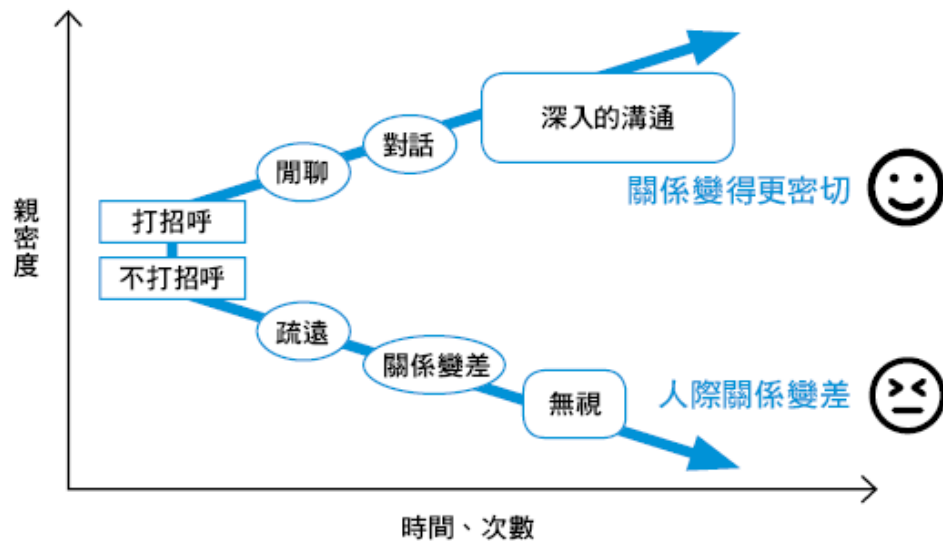 深入的溝通
對話
閒聊
關係變得更密切
打招呼
親密度
不打招呼
疏遠
關係變差
無視
人際關係變差
時間、次數